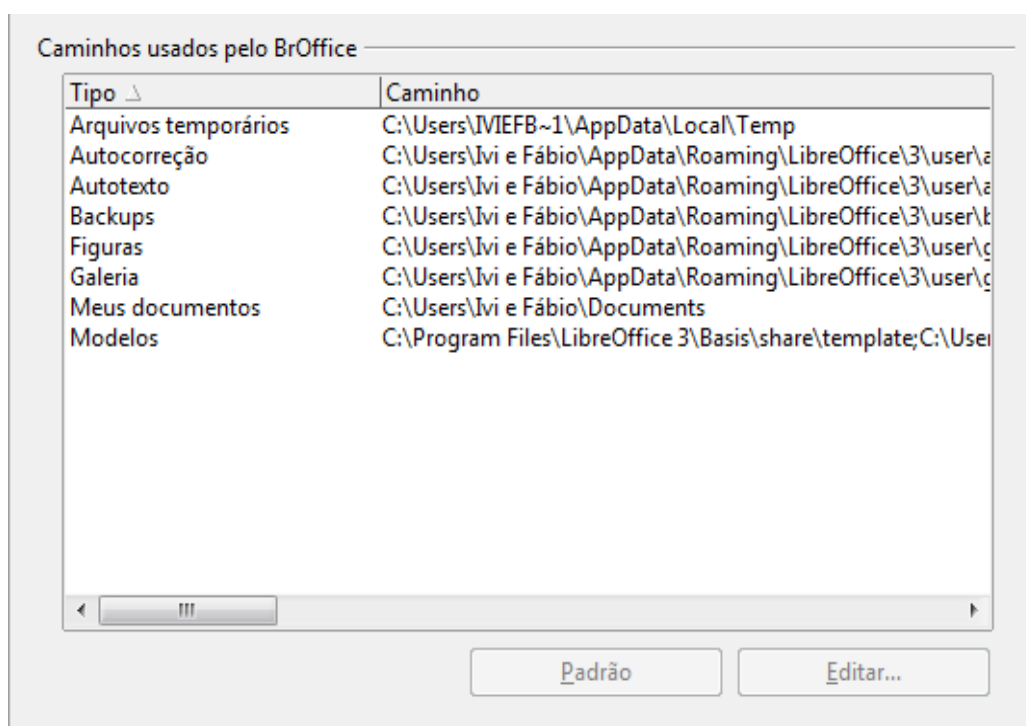 Caminhos usados pelo BrOffice
Tipo Caminho
Arquivos temporários C:\Users\IVIEFB~1\AppData\Local\Temp
Autocorreção C:\Users\Ivi e Fábio\AppData\Roaming\LibreOffice\3\user\a
Autotexto C:\Users\Ivi e Fábio\AppData\Roaming\LibreOffice\3\user\a
Backups C:\Users\Ivi e Fábio\AppData\Roaming\LibreOffice\3\user\b
Figuras C:\Users\Ivi e Fábio\AppData\Roaming\LibreOffice\3\user\g
Galeria C:\Users\Ivi e Fábio\AppData\Roaming\LibreOffice\3\user\g
Meus documentos C:\Users\Ivi e Fábio\Documents
Modelos C:\Program Files\LibreOffice 3\Basis\share\template;C:\User
Padrão Editar...